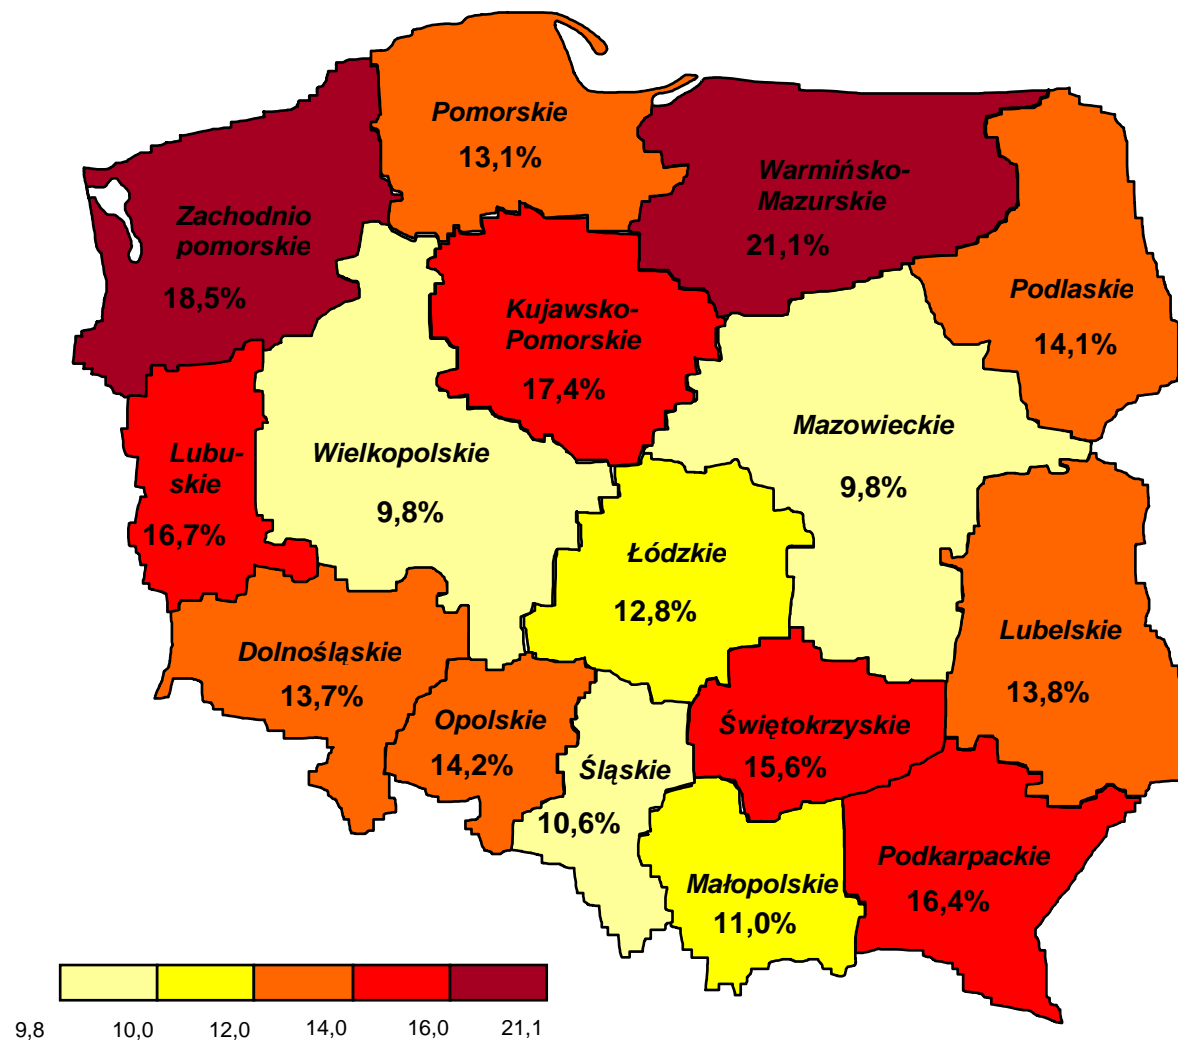 Pomorskie
13,1%
Warmińsko-
Mazurskie
21,1%
Zachodnio
pomorskie
18,5%
Podlaskie
14,1%
Kujawsko-
Pomorskie
17,4%
Mazowieckie
9,8%
Lubu-
skie
16,7%
Wielkopolskie
9,8%
Łódzkie
12,8%
Lubelskie
13,8%
Dolnośląskie
13,7%
Opolskie
14,2%
Śląskie
10,6%
Świętokrzyskie
15,6%
Małopolskie
11,0%
Podkarpackie
16,4%
9,8 10,0 12,0 14,0 16,0 21,1